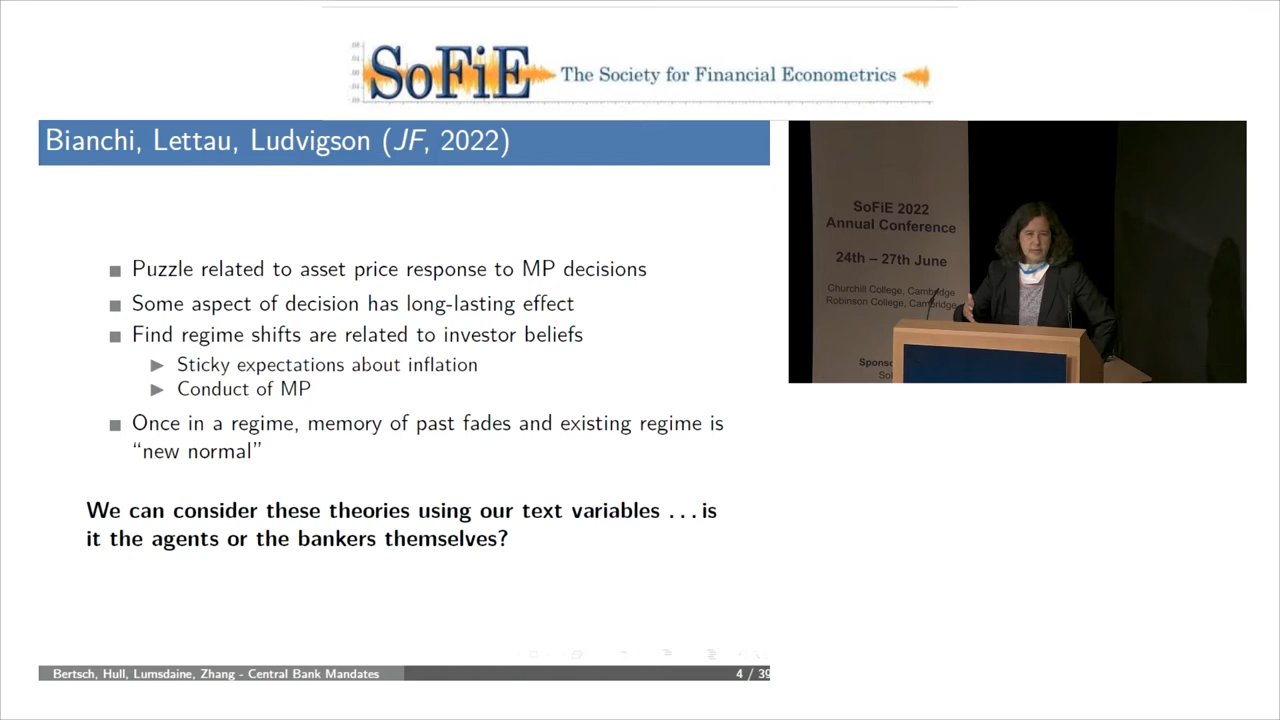 SoFiE The Society for Financial Econometrics
Bianchi, Lettau, Ludvigson (JF, 2022)
Puzzle related to asset price response to MP decisions
Some aspect of decision has long-lasting effect
Find regime shifts are related to investor beliefs
Sticky expectations about inflation
Conduct of MP
Once in a regime, memory of past fades and existing regime is
“new normal”
We can consider these theories using our text variables . . . is
it the agents or the bankers themselves?
Bertsch, Hull, Lumsdaine, Zhang - Central Bank Mandates
4 / 39
SoFiE 2022
Annual Conference
24th – 27th June
Churchill College, Cambridge
Robinson College, Cambridge
Spons